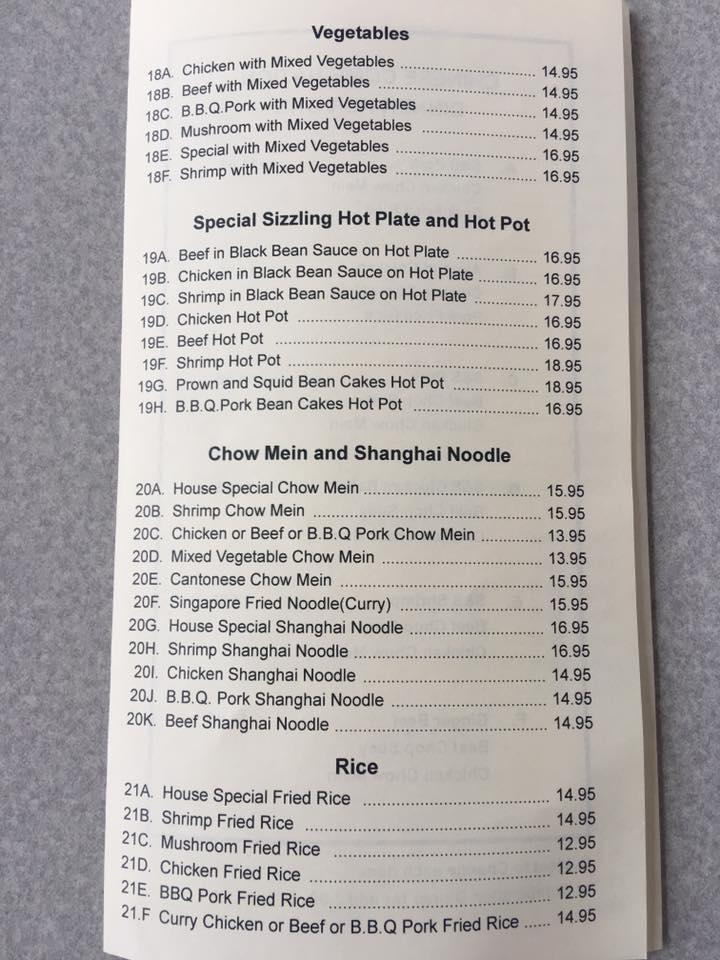 Vegetables
18A. Chicken with Mixed Vegetables ................................ 14.95
18B. Beef with Mixed Vegetables ..................................... 14.95
18C. B.B.Q.Pork with Mixed Vegetables ........................... 14.95
18D. Mushroom with Mixed Vegetables ........................... 14.95
18E. Special with Mixed Vegetables ................................. 16.95
18F. Shrimp with Mixed Vegetables ................................. 16.95
Special Sizzling Hot Plate and Hot Pot
19A. Beef in Black Bean Sauce on Hot Plate ................... 16.95
19B. Chicken in Black Bean Sauce on Hot Plate ............... 16.95
19C. Shrimp in Black Bean Sauce on Hot Plate ............... 17.95
19D. Chicken Hot Pot ...................................................... 16.95
19E. Beef Hot Pot ........................................................... 16.95
19F. Shrimp Hot Pot ........................................................ 18.95
19G. Prown and Squid Bean Cakes Hot Pot .................... 18.95
19H. B.B.Q.Pork Bean Cakes Hot Pot ............................ 16.95
Chow Mein and Shanghai Noodle
20A. House Special Chow Mein ....................................... 15.95
20B. Shrimp Chow Mein .................................................. 15.95
20C. Chicken or Beef or B.B.Q Pork Chow Mein ............. 13.95
20D. Mixed Vegetable Chow Mein ................................... 13.95
20E. Cantonese Chow Mein ............................................ 15.95
20F. Singapore Fried Noodle(Curry) ................................ 15.95
20G. House Special Shanghai Noodle ............................. 16.95
20H. Shrimp Shanghai Noodle ......................................... 16.95
20I. Chicken Shanghai Noodle ........................................ 14.95
20J. B.B.Q. Pork Shanghai Noodle .................................. 14.95
20K. Beef Shanghai Noodle ............................................. 14.95
Rice
21A. House Special Fried Rice ........................................ 14.95
21B. Shrimp Fried Rice .................................................... 14.95
21C. Mushroom Fried Rice .............................................. 12.95
21D. Chicken Fried Rice .................................................. 12.95
21E. BBQ Pork Fried Rice ................................................ 12.95
21.F Curry Chicken or Beef or B.B.Q Pork Fried Rice ...... 14.95